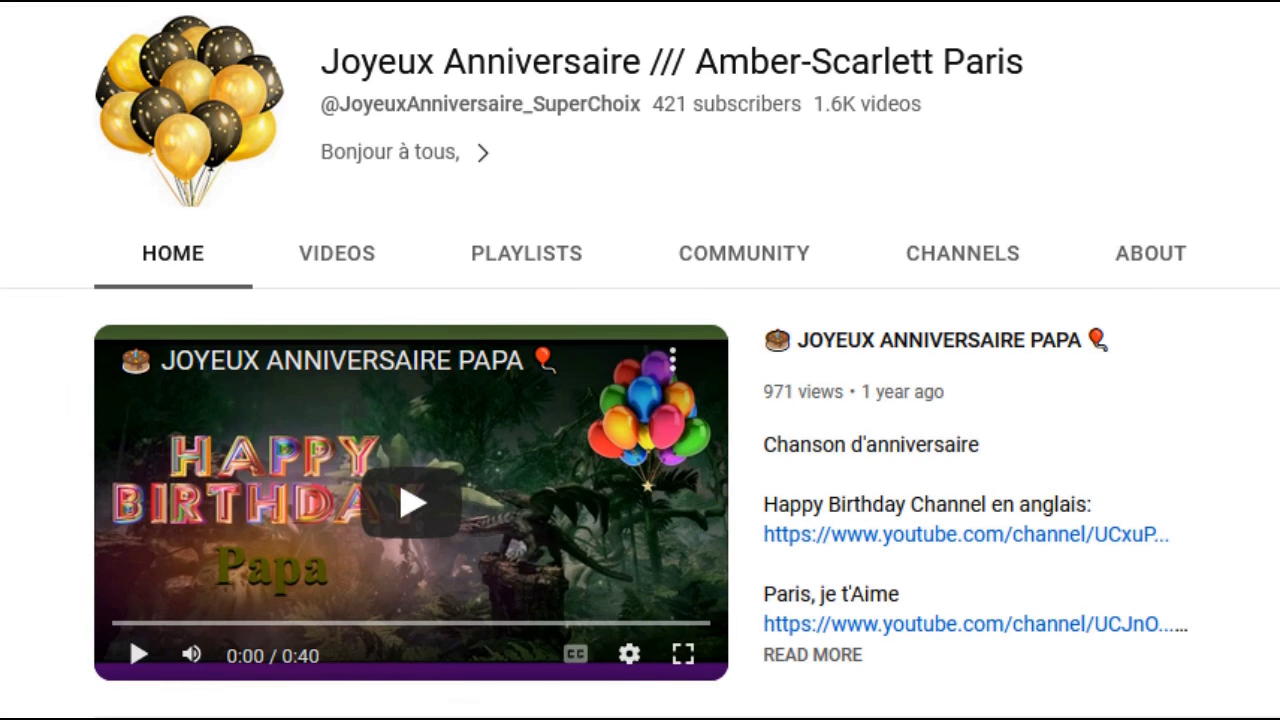 Joyeux Anniversaire /// Amber-Scarlett Paris
@JoyeuxAnniversaire_SuperChoix 421 subscribers 1.6K videos
Bonjour à tous,
HOME VIDEOS PLAYLISTS COMMUNITY CHANNELS ABOUT
JOYEUX ANNIVERSAIRE PAPA
HAPPY
BIRTHDAY
Papa
0:00 / 0:40
CC
JOYEUX ANNIVERSAIRE PAPA
971 views • 1 year ago
Chanson d'anniversaire
Happy Birthday Channel en anglais:
https://www.youtube.com/channel/UCxuP...
Paris, je t'Aime
https://www.youtube.com/channel/UCJnO......
READ MORE